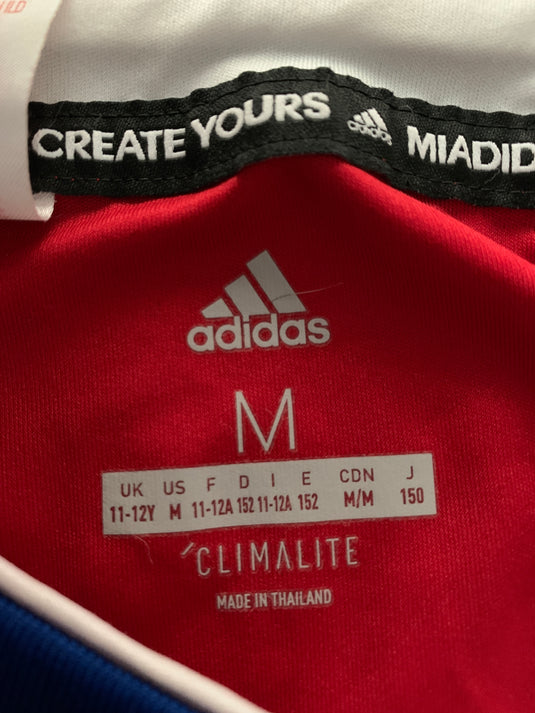 CREATE YOURS
MIADID
adidas
M
UK US F D I E CDN J
11-12Y M 11-12A 152 11-12A 152 M/M 150
CLIMALITE
MADE IN THAILAND